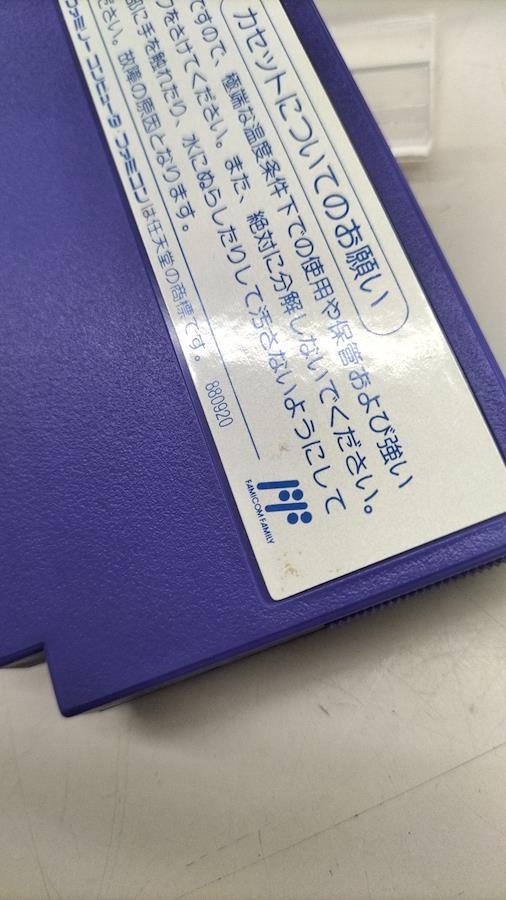 カセットについてのお願い
ですので、極端な温度条件下での使用や保管および強い
をさけてください。また、絶対に分解しないでください。
部に手を触れたり、水にぬらしたりして汚さないようにして
さい。故障の原因となります。
ファミリーコンピュータ、ファミコンは任天堂の商標です。
880920
FAMICOM FAMILY